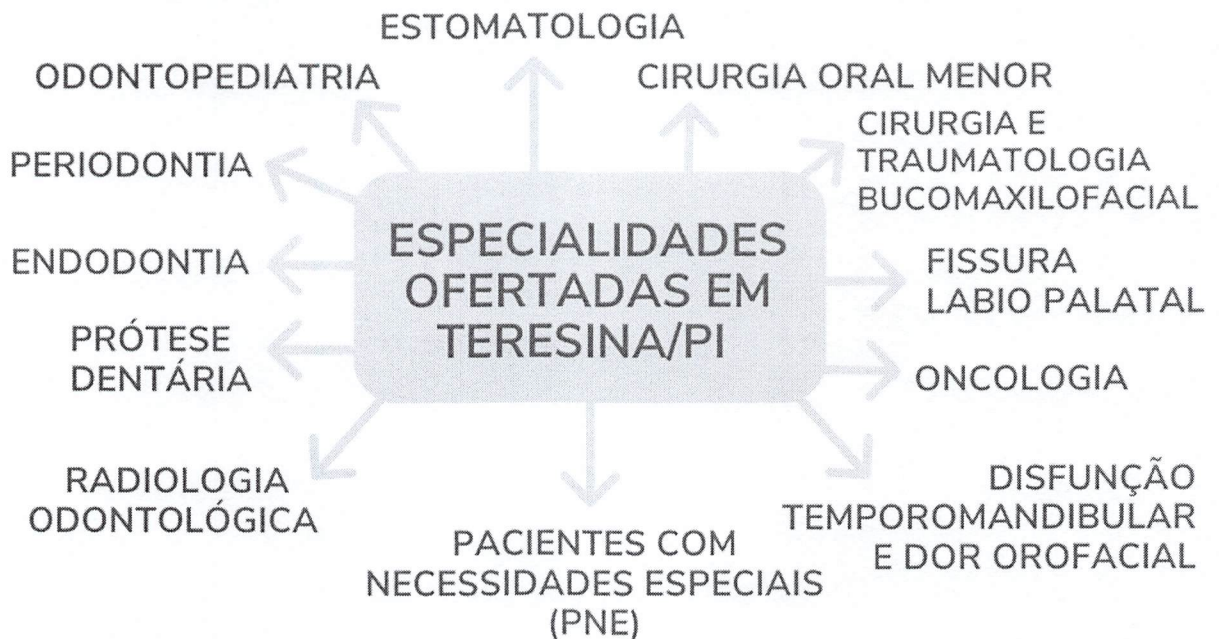 ESTOMATOLOGIA
ODONTOPEDIATRIA
CIRURGIA ORAL MENOR
PERIODONTIA
CIRURGIA E
TRAUMATOLOGIA
BUCOMAXILOFACIAL
ENDODONTIA
ESPECIALIDADES
OFERTADAS EM
TERESINA/PI
FISSURA
LABIO PALATAL
PRÓTESE
DENTÁRIA
ONCOLOGIA
RADIOLOGIA
ODONTOLÓGICA
PACIENTES COM
NECESSIDADES ESPECIAIS
(PNE)
DISFUNÇÃO
TEMPOROMANDIBULAR
E DOR OROFACIAL